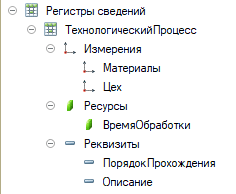 Регистры сведений
ТехнологическийПроцесс
Измерения
Материалы
Цех
Ресурсы
ВремяОбработки
Реквизиты
ПорядокПрохождения
Описание